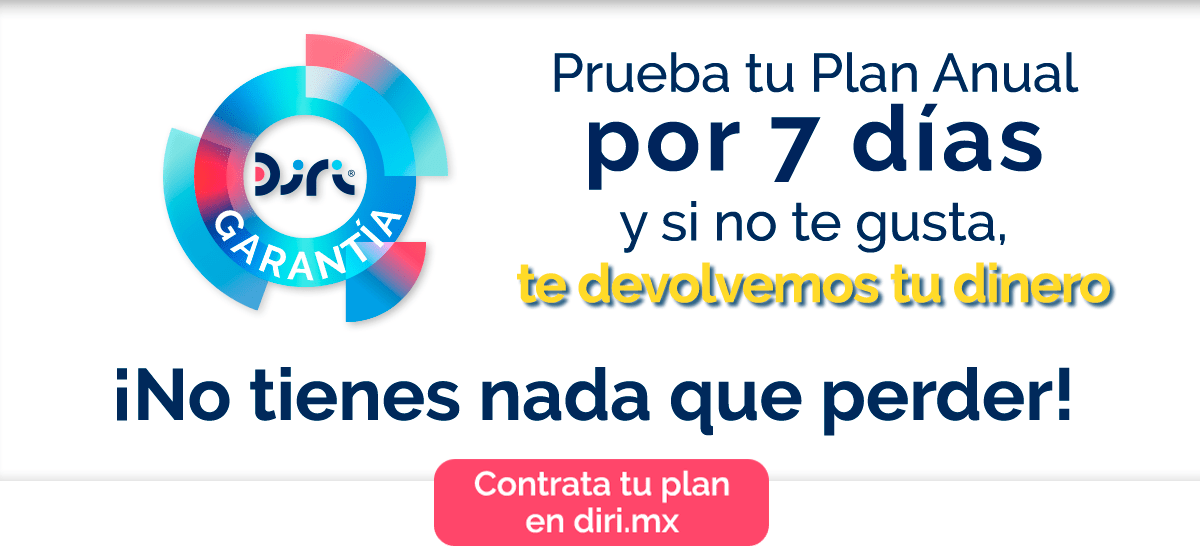 Diri®
GARANTÍA
Prueba tu Plan Anual
por 7 días
y si no te gusta,
te devolvemos tu dinero
¡No tienes nada que perder!
Contrata tu plan
en diri.mx